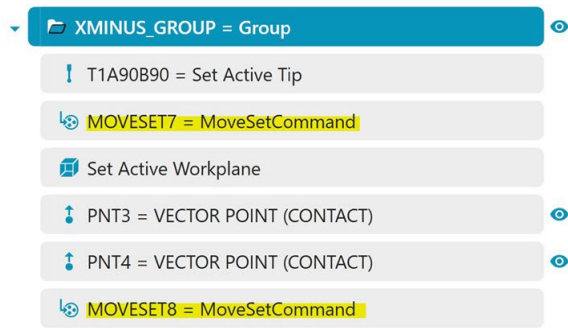 XMINUS_GROUP = Group
T1A90B90 = Set Active Tip
MOVESET7 = MoveSetCommand
Set Active Workplane
PNT3 = VECTOR POINT (CONTACT)
PNT4 = VECTOR POINT (CONTACT)
MOVESET8 = MoveSetCommand